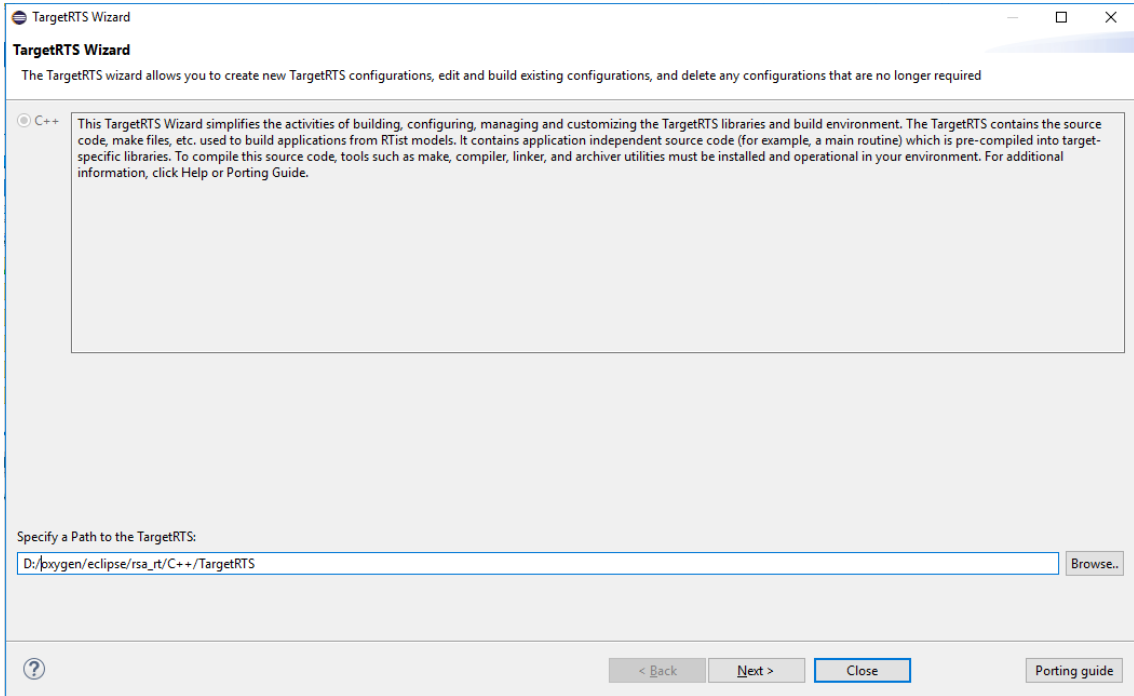 TargetRTS Wizard
TargetRTS Wizard
The TargetRTS wizard allows you to create new TargetRTS configurations, edit and build existing configurations, and delete any configurations that are no longer required
C++
This TargetRTS Wizard simplifies the activities of building, configuring, managing and customizing the TargetRTS libraries and build environment. The TargetRTS contains the source
code, make files, etc. used to build applications from RTist models. It contains application independent source code (for example, a main routine) which is pre-compiled into target-
specific libraries. To compile this source code, tools such as make, compiler, linker, and archiver utilities must be installed and operational in your environment. For additional
information, click Help or Porting Guide.
Specify a Path to the TargetRTS:
D:/oxygen/eclipse/rsa_rt/C++/TargetRTS
Browse..
?
< Back
Next >
Close
Porting guide